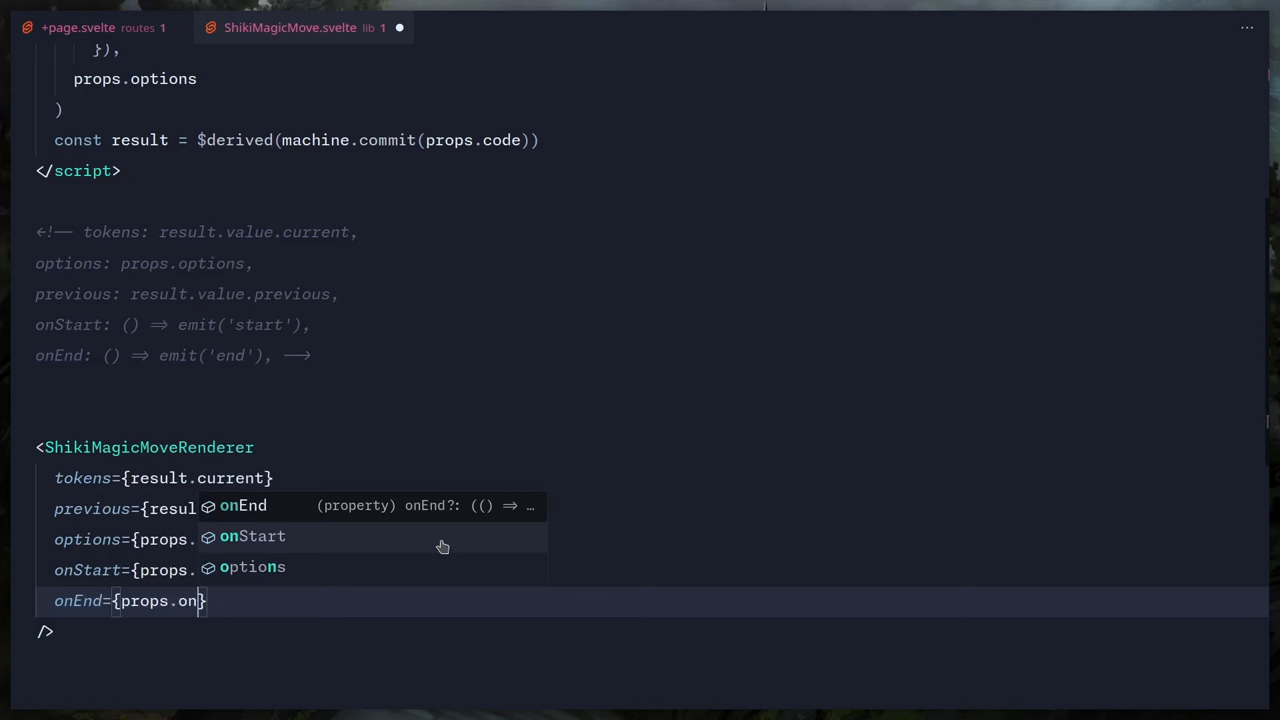 +page.svelte routes 1
ShikiMagicMove.svelte lib 1
}),
props.options
)
const result = $derived(machine.commit(props.code))
</script>
<!-- tokens: result.value.current,
options: props.options,
previous: result.value.previous,
onStart: () => emit('start'),
onEnd: () => emit('end'), -->
<ShikiMagicMoveRenderer
tokens={result.current}
previous={resul
onEnd (property) onEnd?: (() => …
options={props.
onStart
onStart={props.
options
onEnd={props.on}
/>